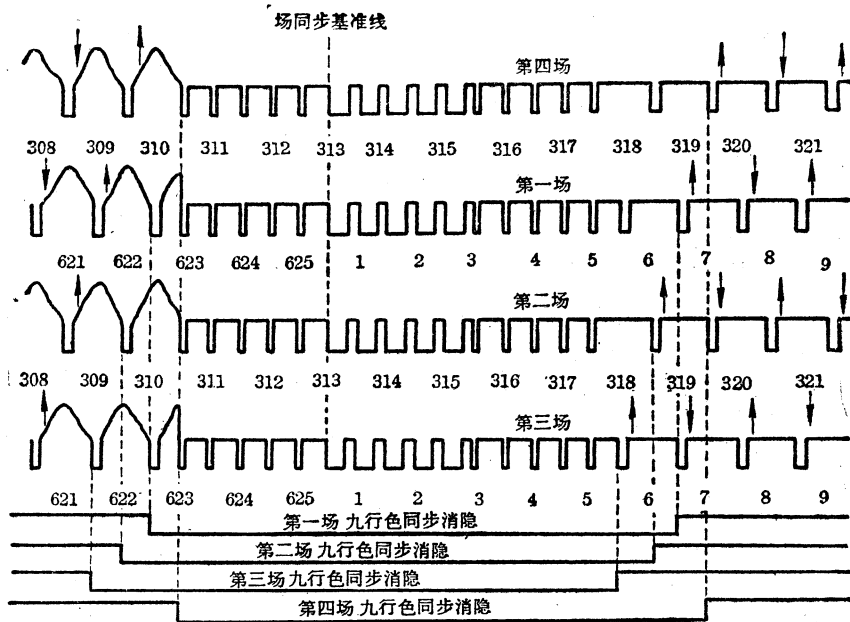 场同步基准线
第四场
308 309 310 311 312 313 314 315 316 317 318 319 320 321
第一场
621 622 623 624 625 1 2 3 4 5 6 7 8 9
第二场
308 309 310 311 312 313 314 315 316 317 318 319 320 321
第三场
621 622 623 624 625 1 2 3 4 5 6 7 8 9
第一场 九行色同步消隐
第二场 九行色同步消隐
第三场 九行色同步消隐
第四场 九行色同步消隐